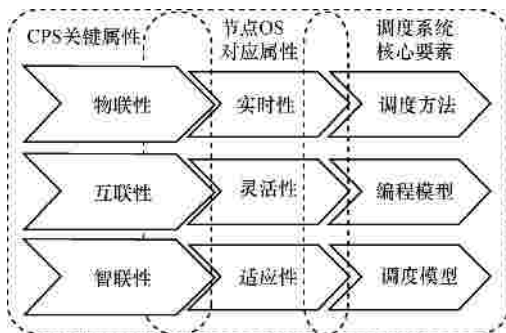 CPS关键属性
节点OS
对应属性
调度系统
核心要素
物联性
实时性
调度方法
互联性
灵活性
编程模型
智联性
适应性
调度模型